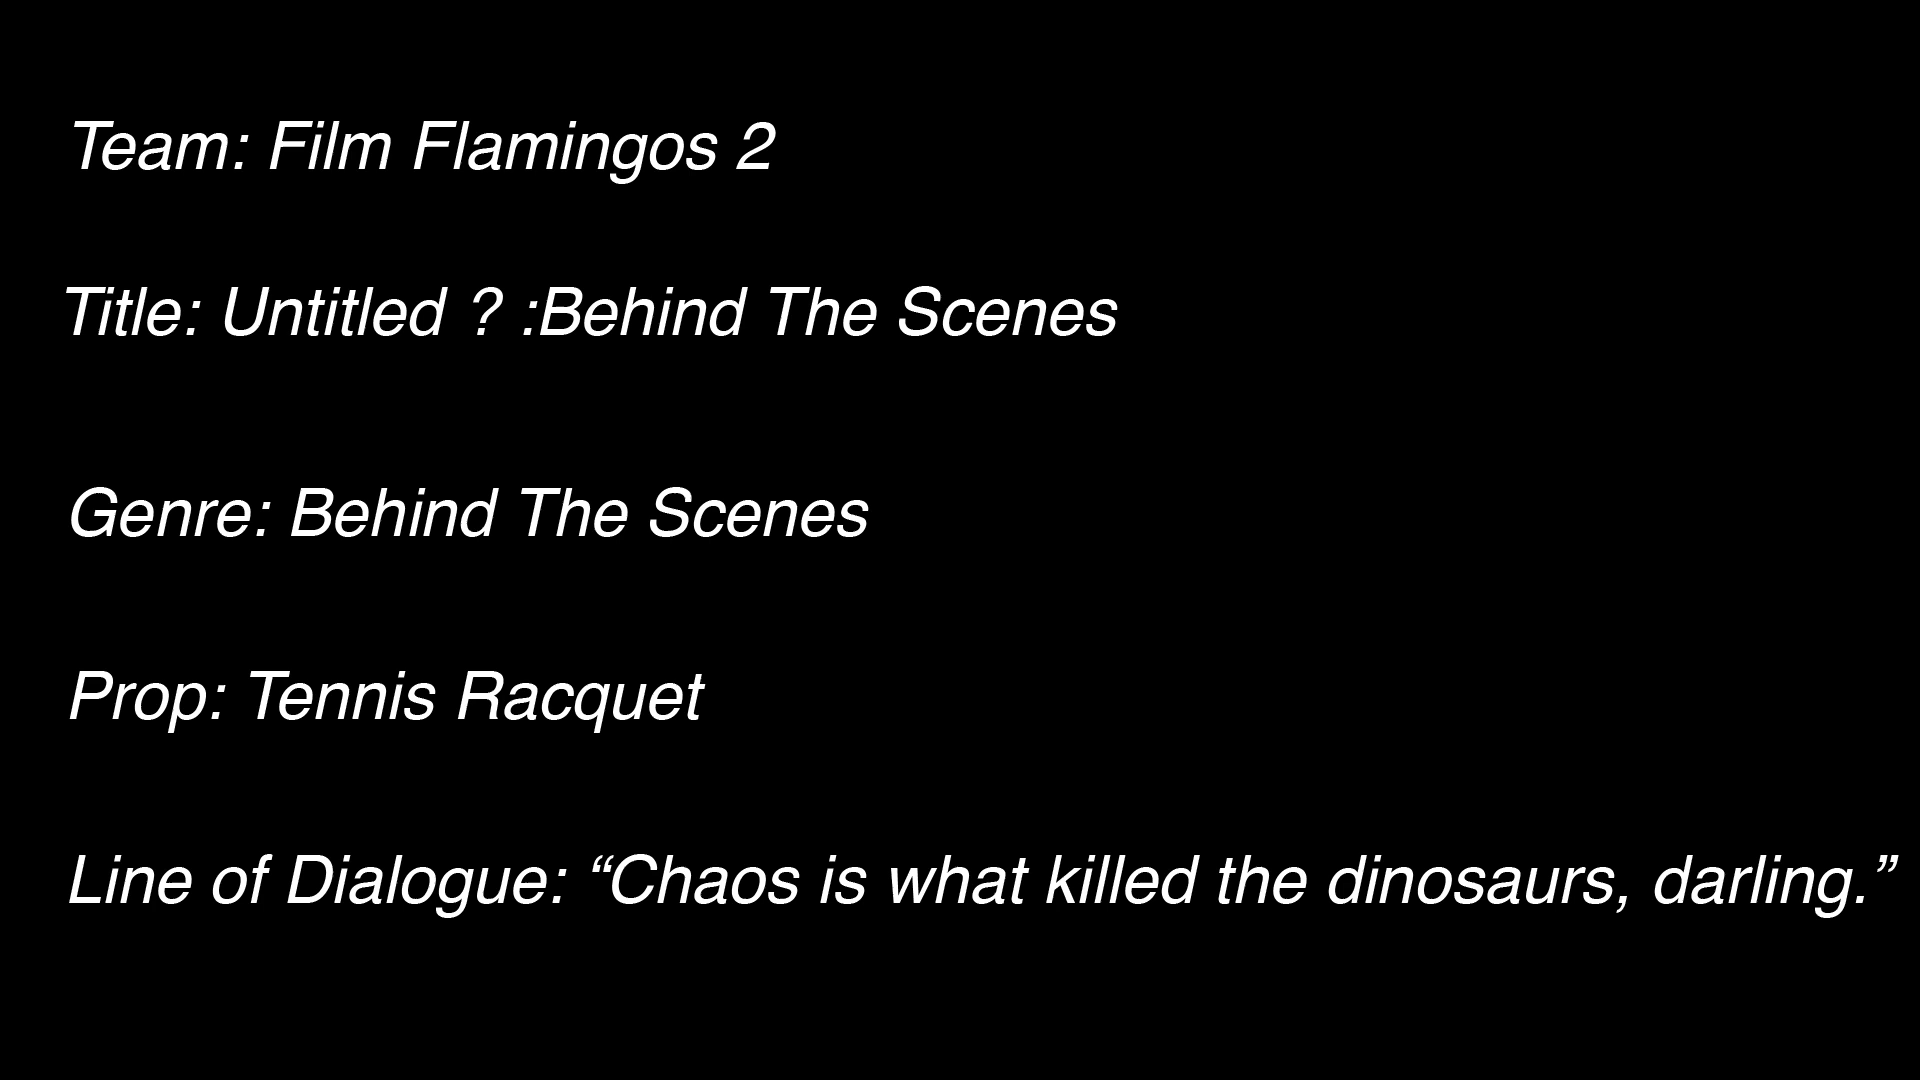 Team: Film Flamingos 2
Title: Untitled ? :Behind The Scenes
Genre: Behind The Scenes
Prop: Tennis Racquet
Line of Dialogue: “Chaos is what killed the dinosaurs, darling.”